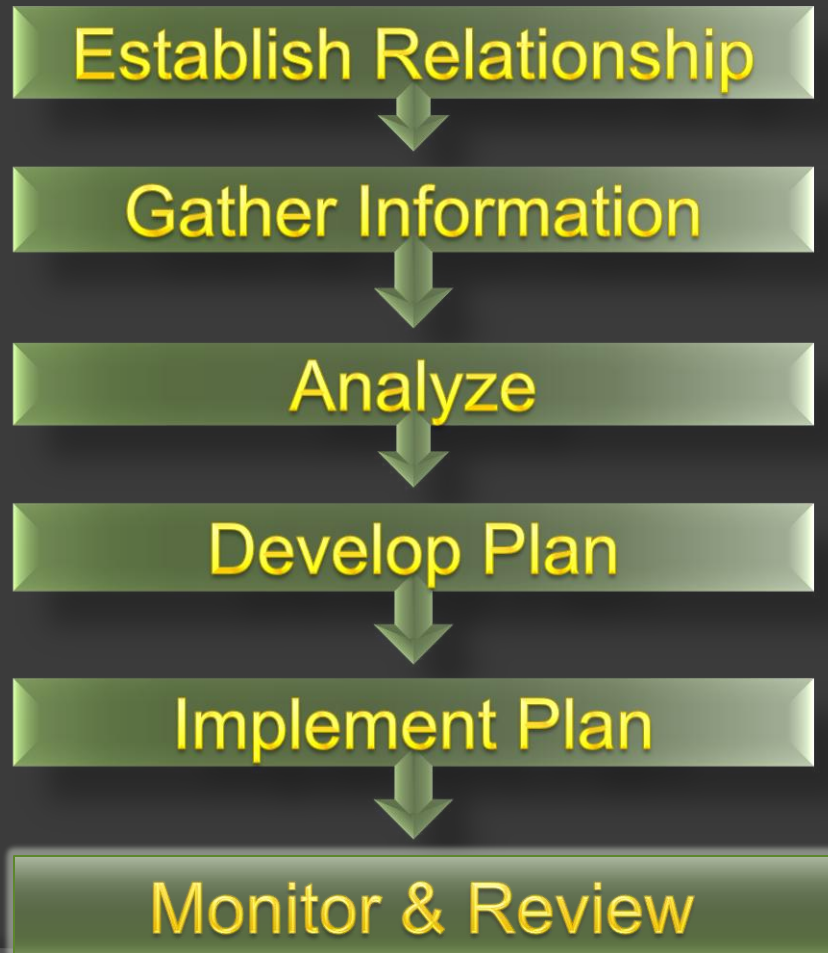 Establish Relationship
Gather Information
Analyze
Develop Plan
Implement Plan
Monitor & Review